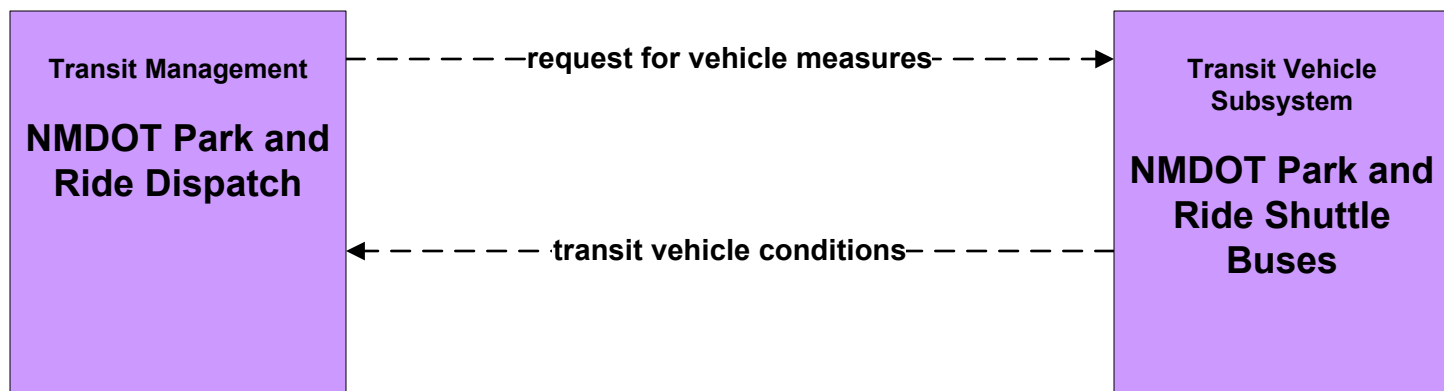 Transit Management
NMDOT Park and
Ride Dispatch
request for vehicle measures
transit vehicle conditions
Transit Vehicle
Subsystem
NMDOT Park and
Ride Shuttle
Buses